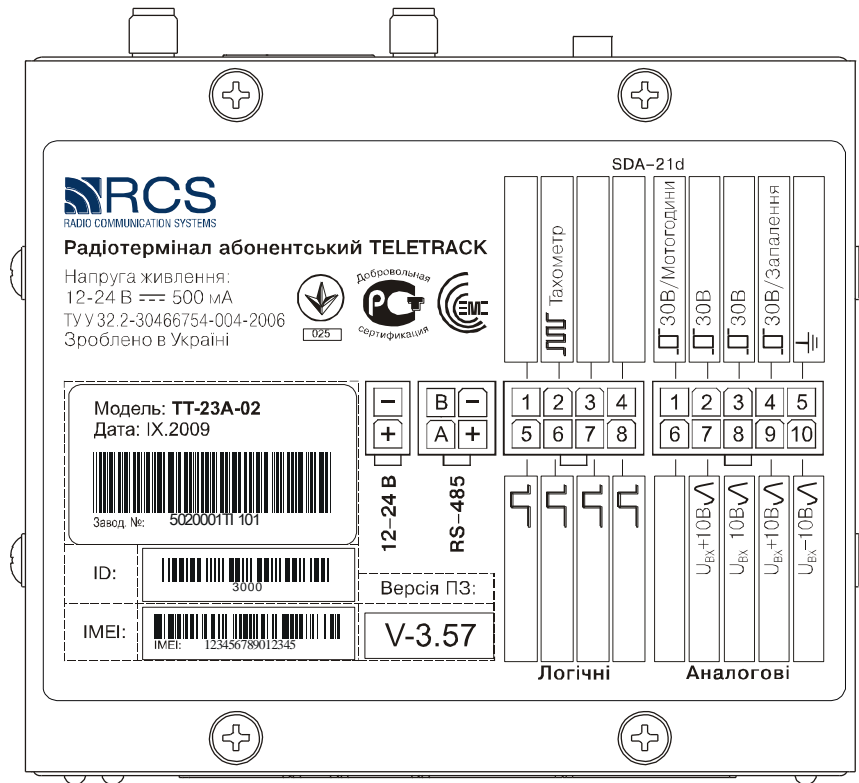 SDA-21d
RCS
RADIO COMMUNICATION SYSTEMS
Радіотермінал абонентський TELETRACK
Напруга живлення:
12-24 В 500 мА
ТУ У 32.2-30466754-004-2006
Зроблено в Україні
025
Добровольная
РСТ
сертификация
ЕМС
Тахометр
30В/Мотогодини
30В
30В
30В/Запалення
Модель: ТТ-23А-02
Дата: IX.2009
Завод. №: 5020001ТІ 101
ID:
3000
IMEI:
IMEI: 123456789012345
Версія ПЗ:
V-3.57
− B −
+ A +
12-24 В
RS-485
1 2 3 4
5 6 7 8
1 2 3 4 5
6 7 8 9 10
Uвх+10В
Uвх 10В
Uвх+10В
Uвх-10В
Логічні
Аналогові